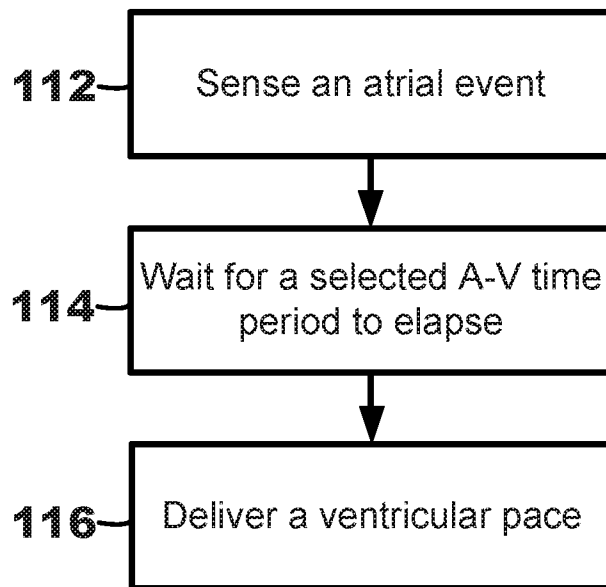 112
Sense an atrial event
114
Wait for a selected A-V time
period to elapse
116
Deliver a ventricular pace